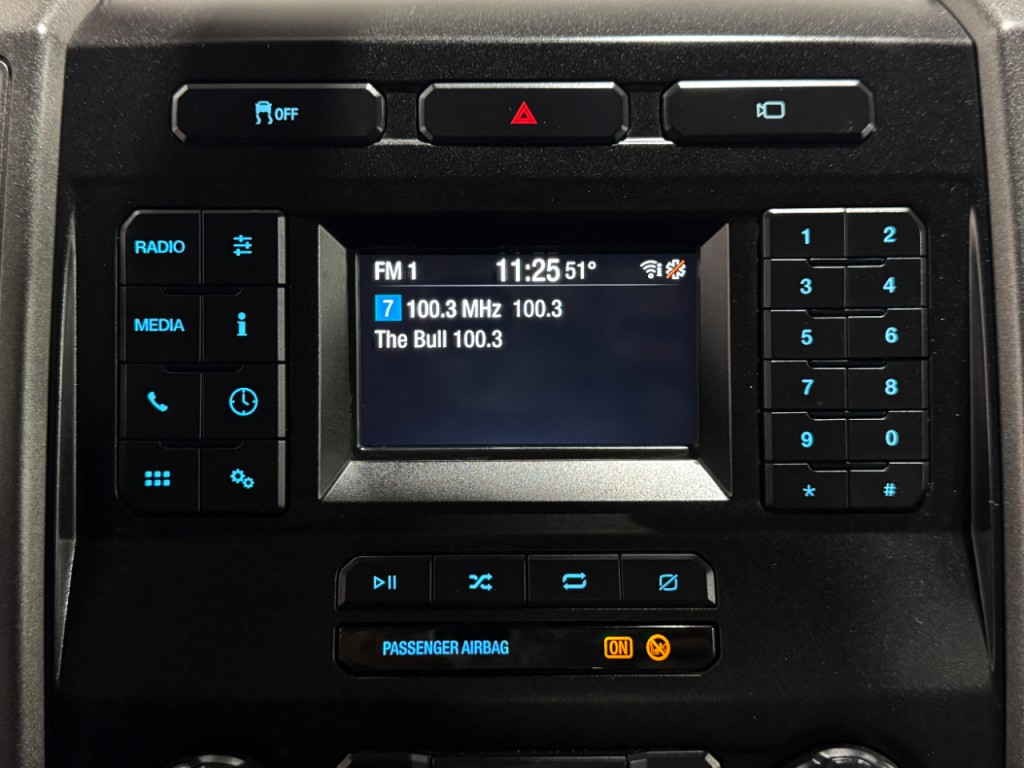 OFF
RADIO
MEDIA
FM 1 11:25 51°
7 100.3 MHz 100.3
The Bull 100.3
1 2
3 4
5 6
7 8
9 0
* #
PASSENGER AIRBAG ON